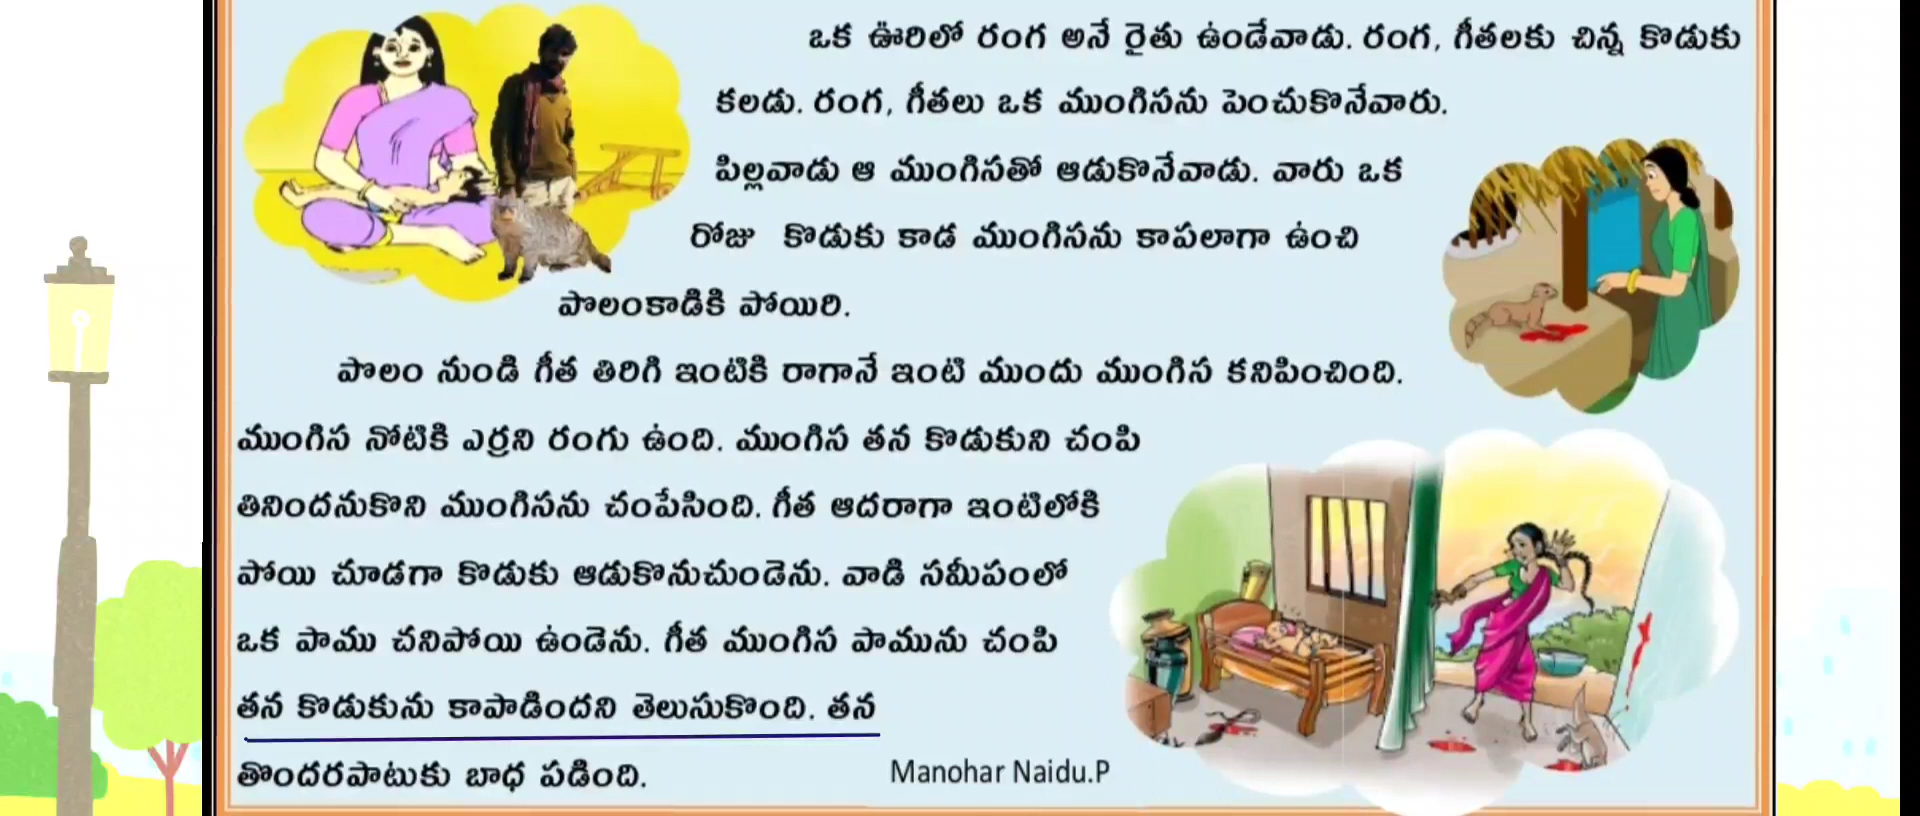 ఒక ఊరిలో రంగ అనే రైతు ఉండేవాడు. రంగ, గీతలకు చిన్న కొడుకు
కలడు. రంగ, గీతలు ఒక ముంగిసను పెంచుకొనేవారు.
పిల్లవాడు ఆ ముంగిసతో ఆడుకొనేవాడు. వారు ఒక
రోజు కొడుకు కాడ ముంగిసను కాపలాగా ఉంచి
పొలంకాడికి పోయిరి.
పొలం నుండి గీత తిరిగి ఇంటికి రాగానే ఇంటి ముందు ముంగిస కనిపించింది.
ముంగిస నోటికి ఎర్రని రంగు ఉంది. ముంగిస తన కొడుకుని చంపి
తినిందనుకొని ముంగిసను చంపేసింది. గీత ఆదరాగా ఇంటిలోకి
పోయి చూడగా కొడుకు ఆడుకొనుచుండెను. వాడి సమీపంలో
ఒక పాము చనిపోయి ఉండెను. గీత ముంగిస పామును చంపి
తన కొడుకును కాపాడిందని తెలుసుకొంది. తన
తొందరపాటుకు బాధ పడింది.
Manohar Naidu.P